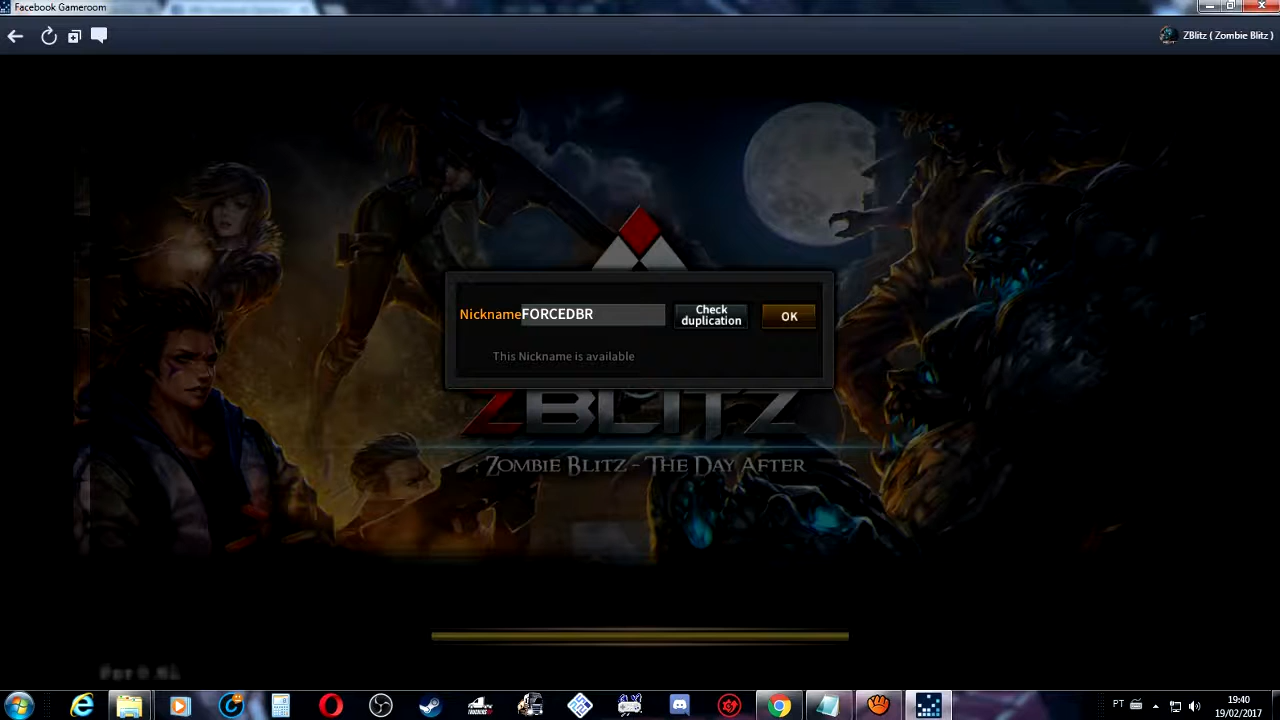 Facebook Gameroom
ZBlitz ( Zombie Blitz )
Nickname FORCEDBR
Check
duplication
OK
This Nickname is available
ZBLITZ
ZOMBIE BLITZ - THE DAY AFTER
PT
19:40
19/02/2017